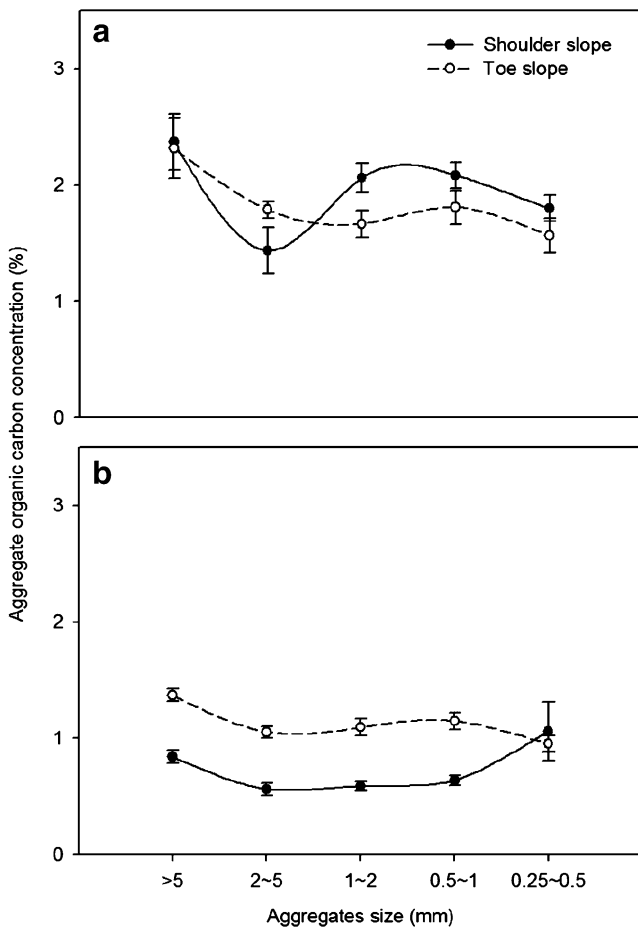 a
Shoulder slope
Toe slope
3
2
1
0
Aggregate organic carbon concentration (%)
b
3
2
1
0
>5
2~5
1~2
0.5~1
0.25~0.5
Aggregates size (mm)